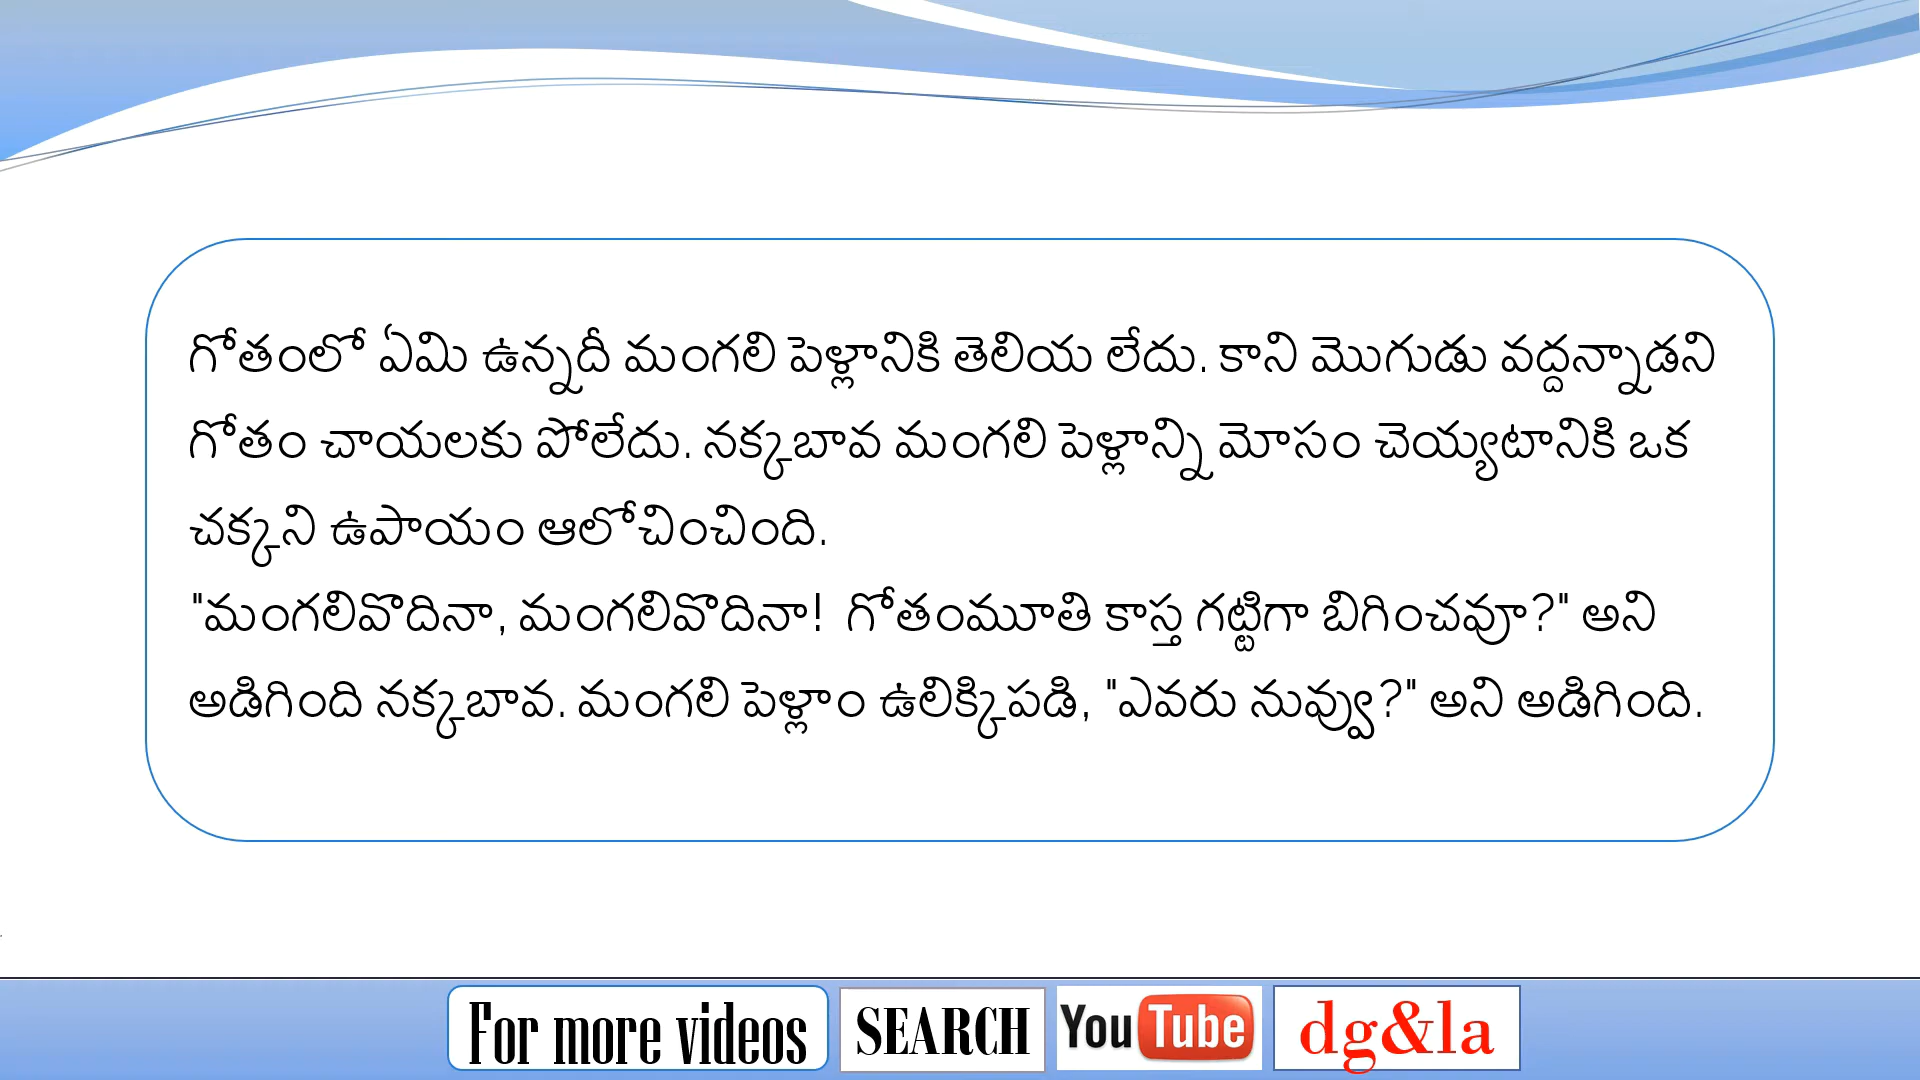 గోతంలో ఏమి ఉన్నదీ మంగలి పెళ్లానికి తెలియ లేదు. కాని మొగుడు వద్దన్నాడని
గోతం చాయలకు పోలేదు. నక్కబావ మంగలి పెళ్లాన్ని మోసం చెయ్యటానికి ఒక
చక్కని ఉపాయం ఆలోచించింది.
"మంగలివొదినా, మంగలివొదినా!  గోతంమూతి కాస్త గట్టిగా బిగించవూ?" అని
అడిగింది నక్కబావ. మంగలి పెళ్లాం ఉలిక్కిపడి, "ఎవరు నువ్వు?" అని అడిగింది.
For more videos SEARCH YouTube dg&la